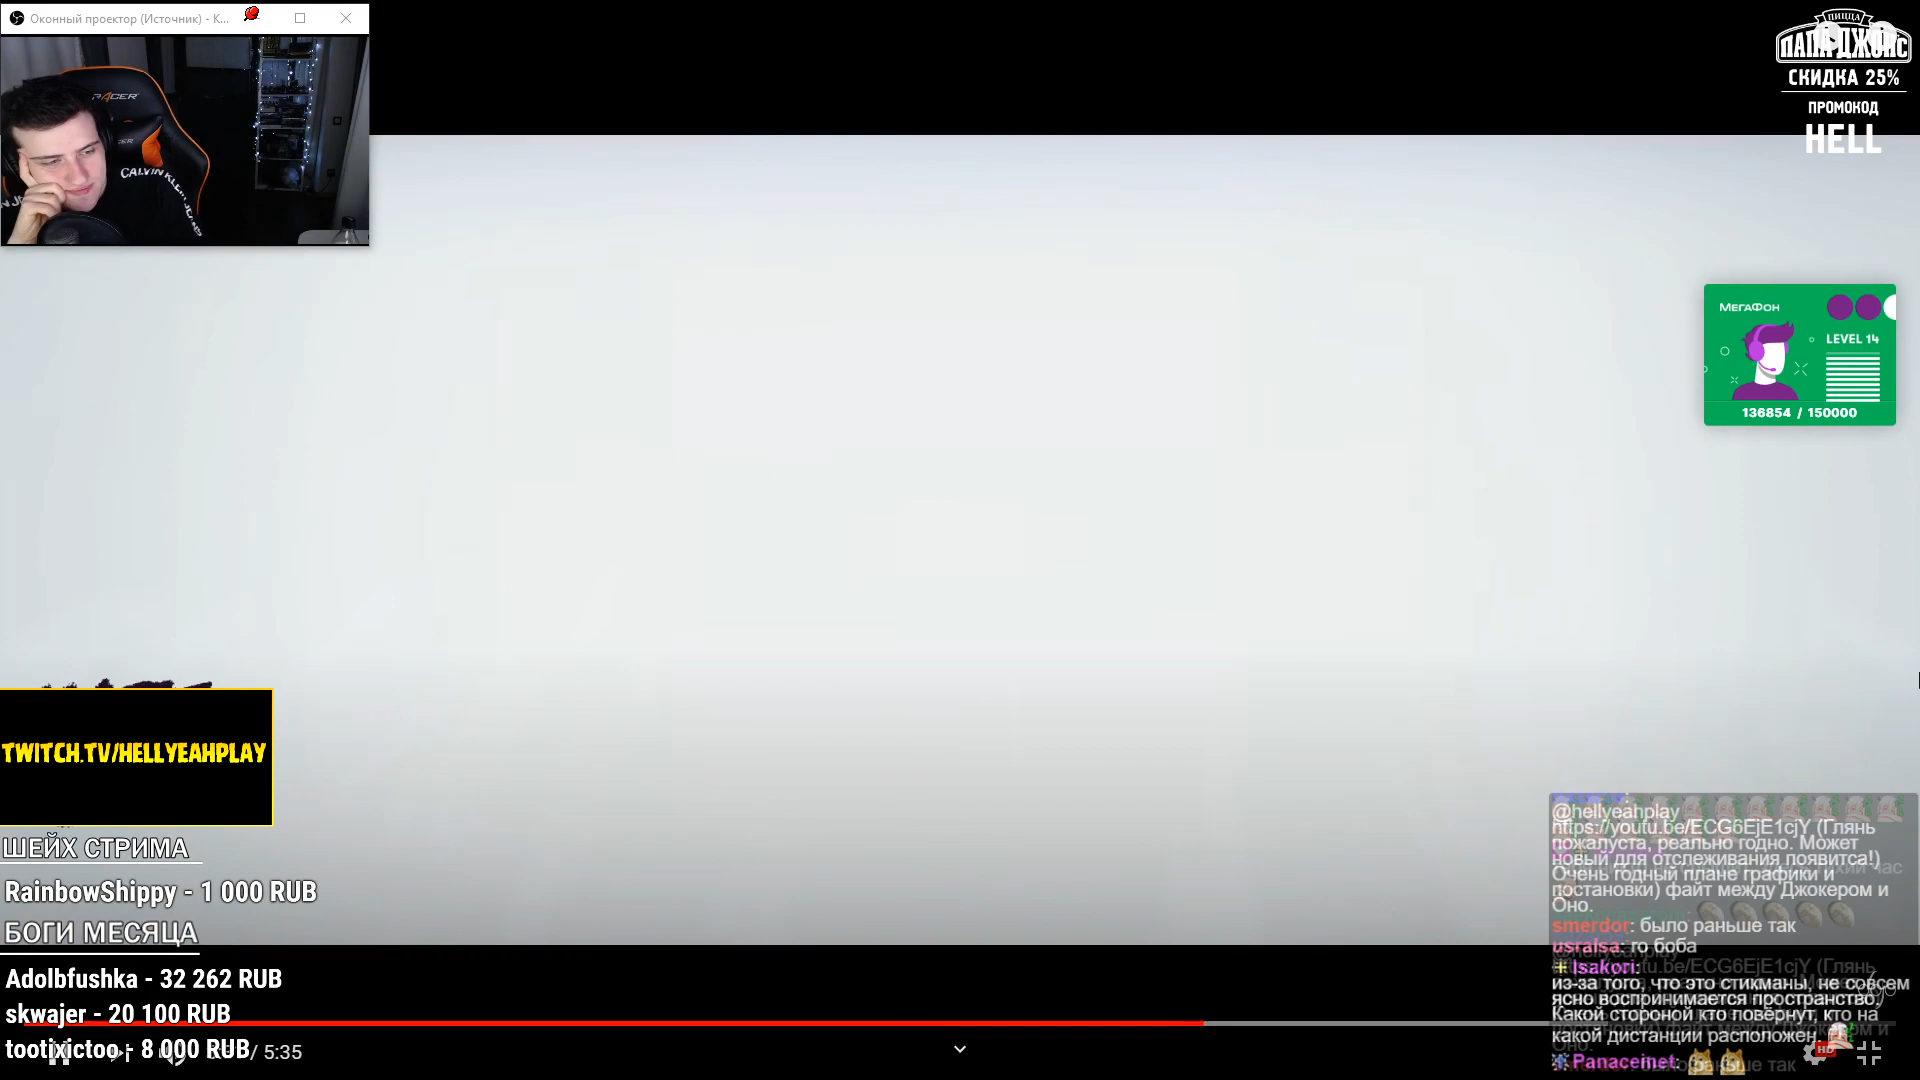 Оконный проектор (Источник) - К...
ПИЦЦА
ПАПА ДЖОНС
СКИДКА 25%
ПРОМОКОД
HELL
RACER
CALVIN KLEIN JEANS
МЕГАФОН
LEVEL 14
136854 / 150000
TWITCH.TV/HELLYEAHPLAY
ШЕЙХ СТРИМА
RainbowShippy - 1 000 RUB
БОГИ МЕСЯЦА
Adolbfushka - 32 262 RUB
skwajer - 20 100 RUB
tootixictoo - 8 000 RUB
/ 5:35
@hellyeahplay
https://youtu.be/ECG6EjE1cjY (Глянь
пожалуста, реально годно. Может
новый для отслеживания появитса!)
Очень годный плане графики и
постановки) файт между Джокером и
Оно.
smerdor: было раньше так
usralsa: го боба
Isakori:
из-за того, что это стикманы, не совсем
ясно воспринимается пространство.
Какой стороной кто повёрнут, кто на
какой дистанции расположен.
HD
Panaceinet: